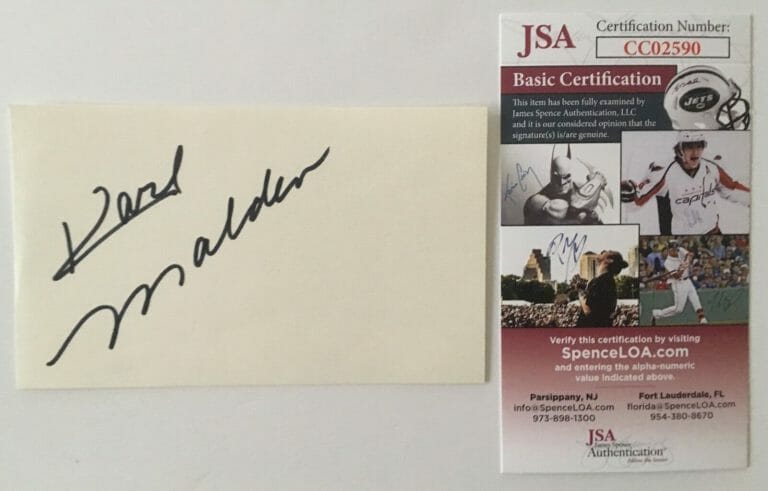 Karl
Malden
JSA
Certification Number:
CC02590
Basic Certification
This item has been fully examined by
James Spence Authentication, LLC
and it is our considered opinion that the
signature(s) is/are genuine.
JETS
capitals
Verify this certification by visiting
SpenceLOA.com
and entering the alpha-numeric
value indicated above.
Parsippany, NJ
info@SpenceLOA.com
973-898-1300
Fort Lauderdale, FL
florida@SpenceLOA.com
954-380-8670
JSA
James Spence
Authentication